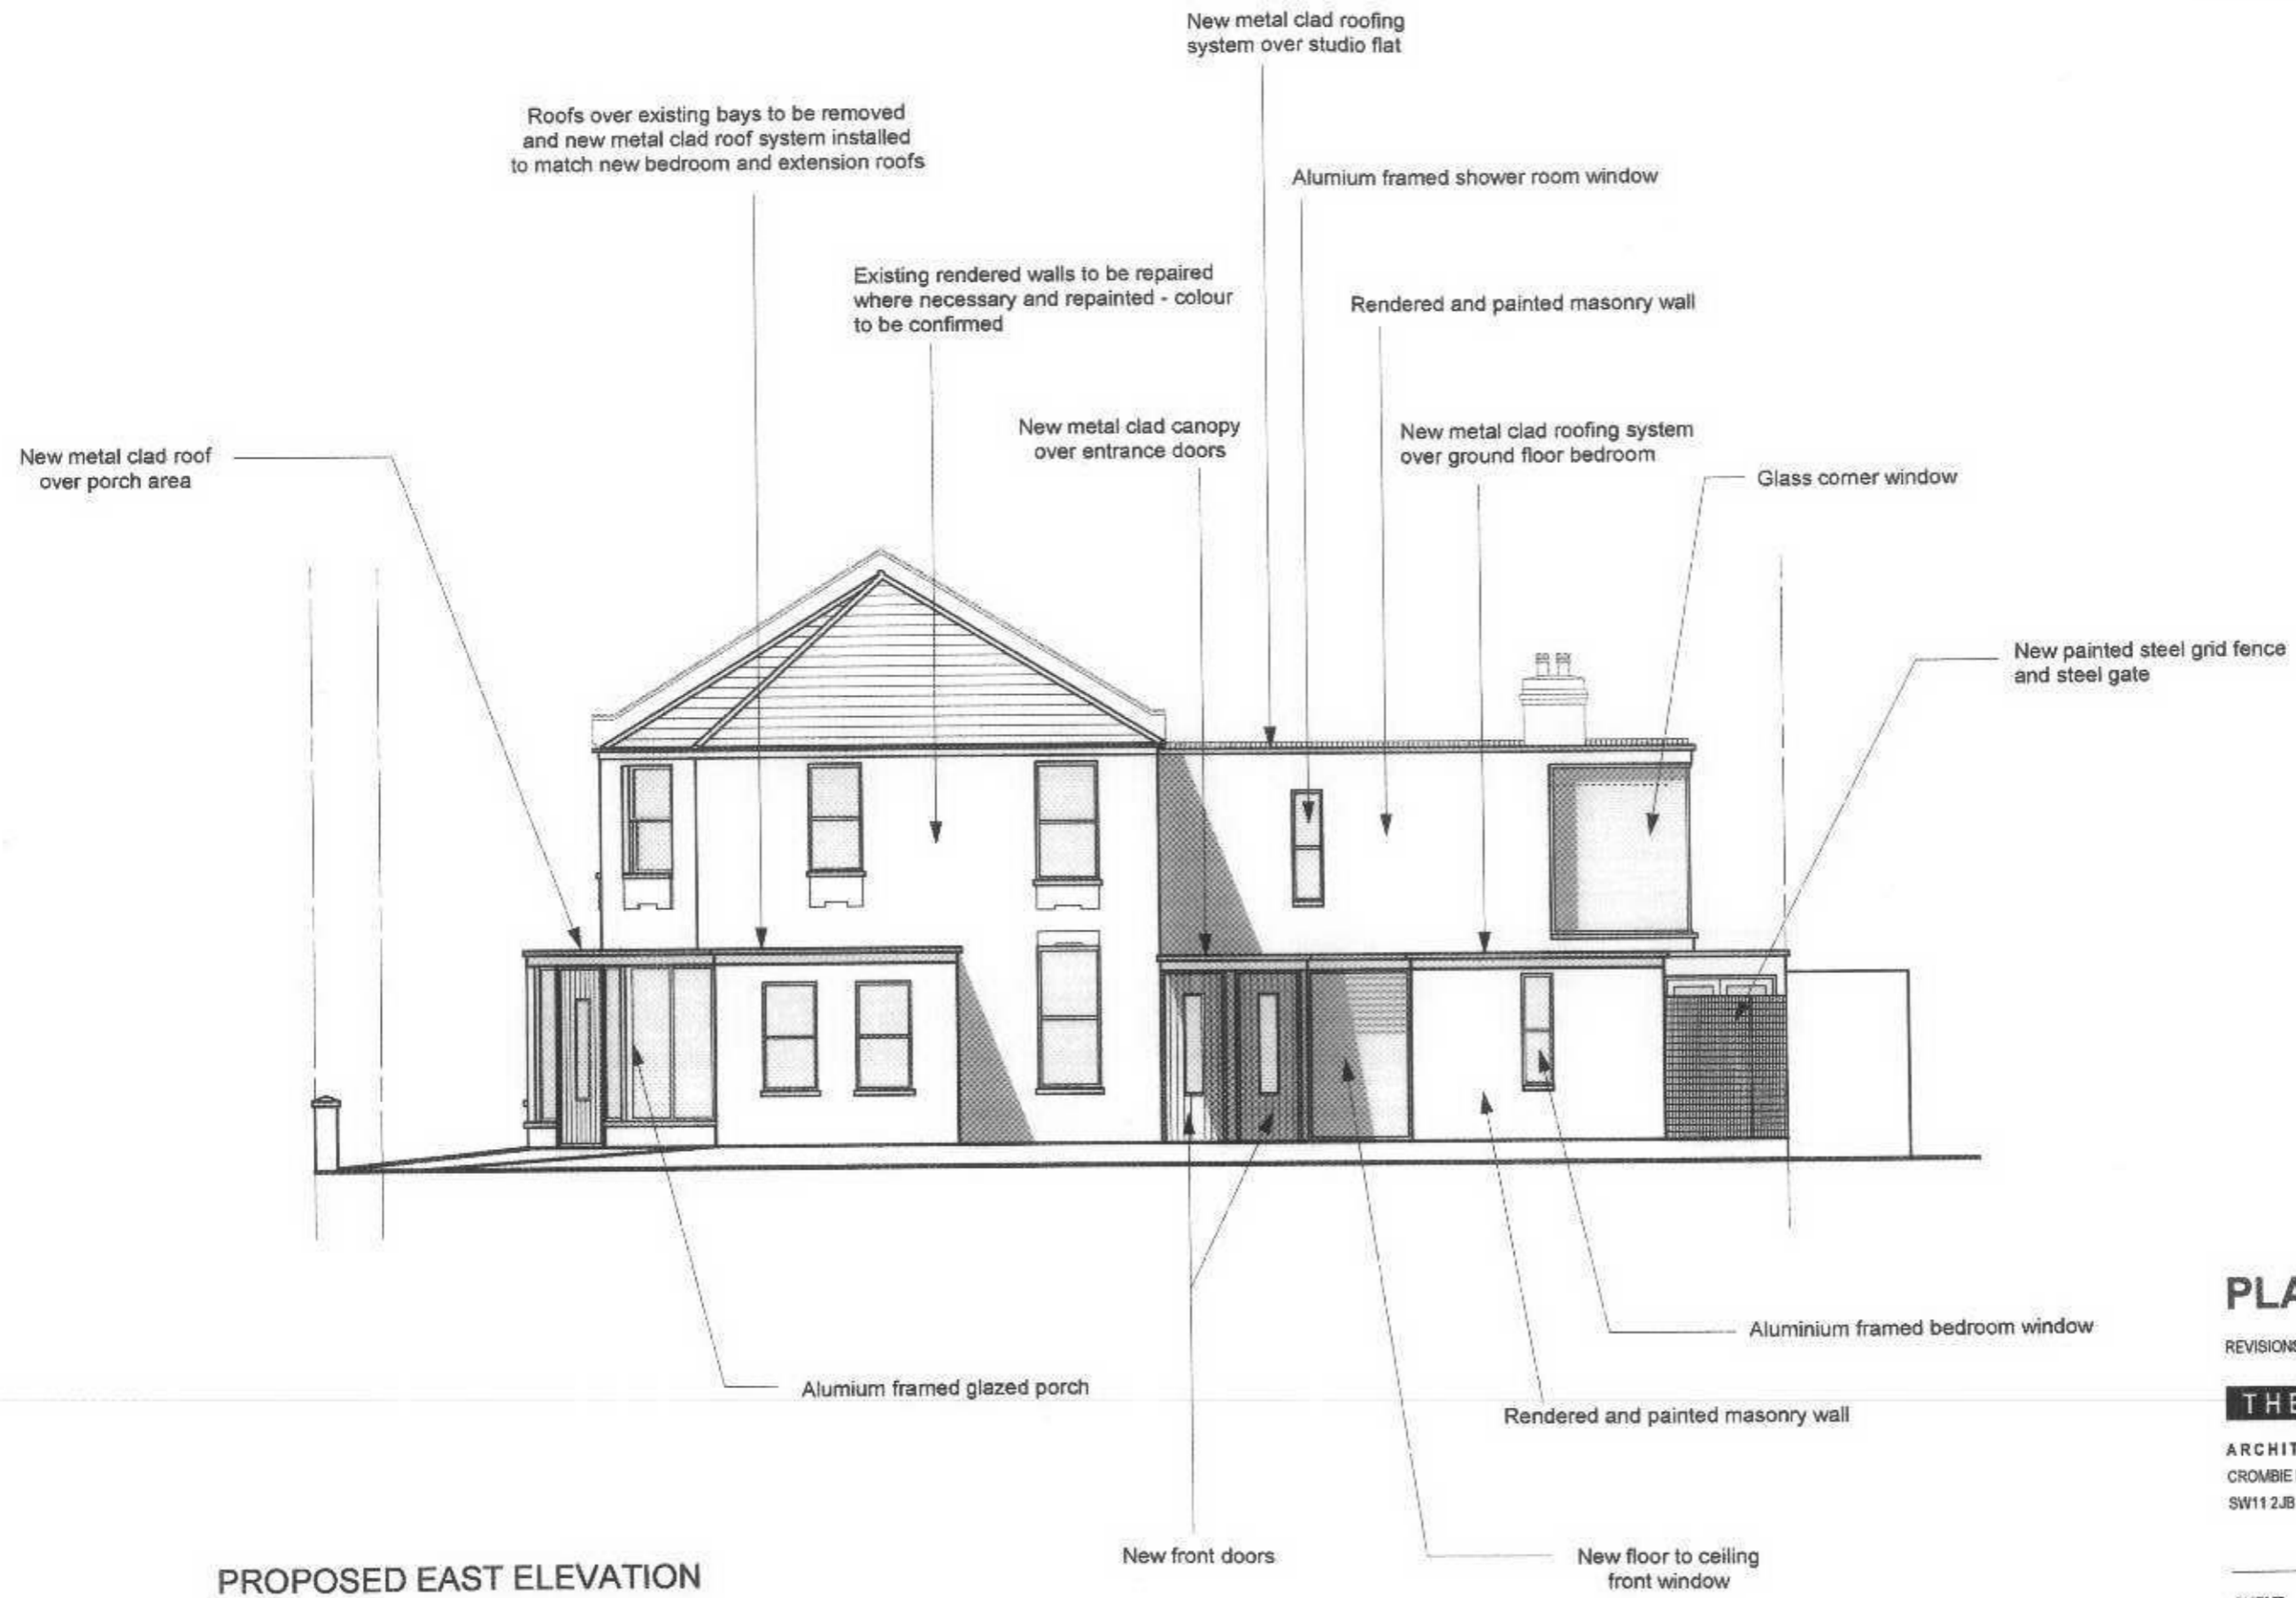 New metal clad roofing
system over studio flat
Roofs over existing bays to be removed
and new metal clad roof system installed
to match new bedroom and extension roofs
Alumium framed shower room window
Existing rendered walls to be repaired
where necessary and repainted - colour
to be confirmed
Rendered and painted masonry wall
New metal clad canopy
over entrance doors
New metal clad roofing system
over ground floor bedroom
New metal clad roof
over porch area
Glass corner window
New painted steel grid fence
and steel gate
Aluminium framed bedroom window
Alumium framed glazed porch
Rendered and painted masonry wall
New front doors
New floor to ceiling
front window
PROPOSED EAST ELEVATION
PLA
REVISIONS
THE
ARCHIT
CROMBIE
SW11 2JB